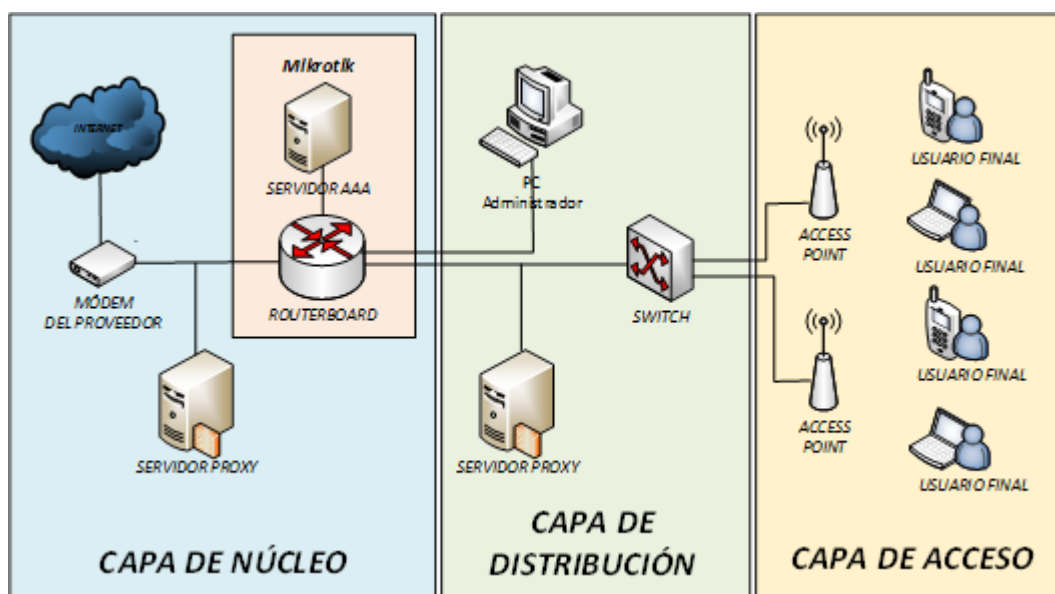 Mikrotik
INTERNET
SERVIDOR AAA
MÓDEM
DEL PROVEEDOR
ROUTERBOARD
SERVIDOR PROXY
CAPA DE NÚCLEO
PC
Administrador
SWITCH
SERVIDOR PROXY
CAPA DE
DISTRIBUCIÓN
ACCESS
POINT
ACCESS
POINT
USUARIO FINAL
USUARIO FINAL
USUARIO FINAL
USUARIO FINAL
CAPA DE ACCESO